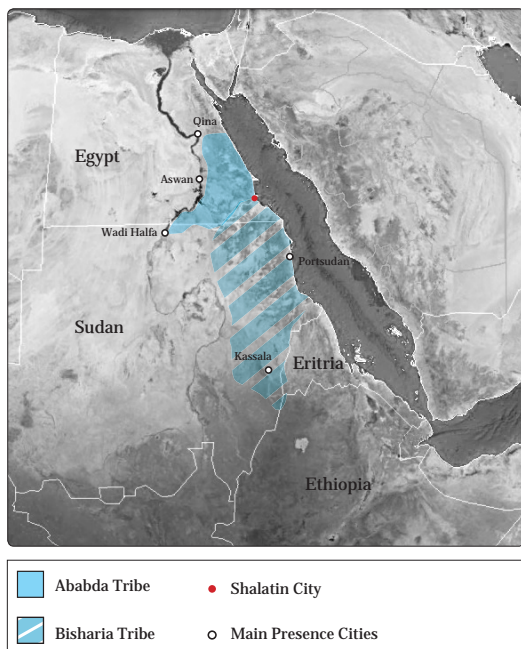 Qina
Egypt
Aswan
Wadi Halfa
Portsudan
Sudan
Kassala
Eritria
Ethiopia
Ababda Tribe
Shalatin City
Bisharia Tribe
Main Presence Cities